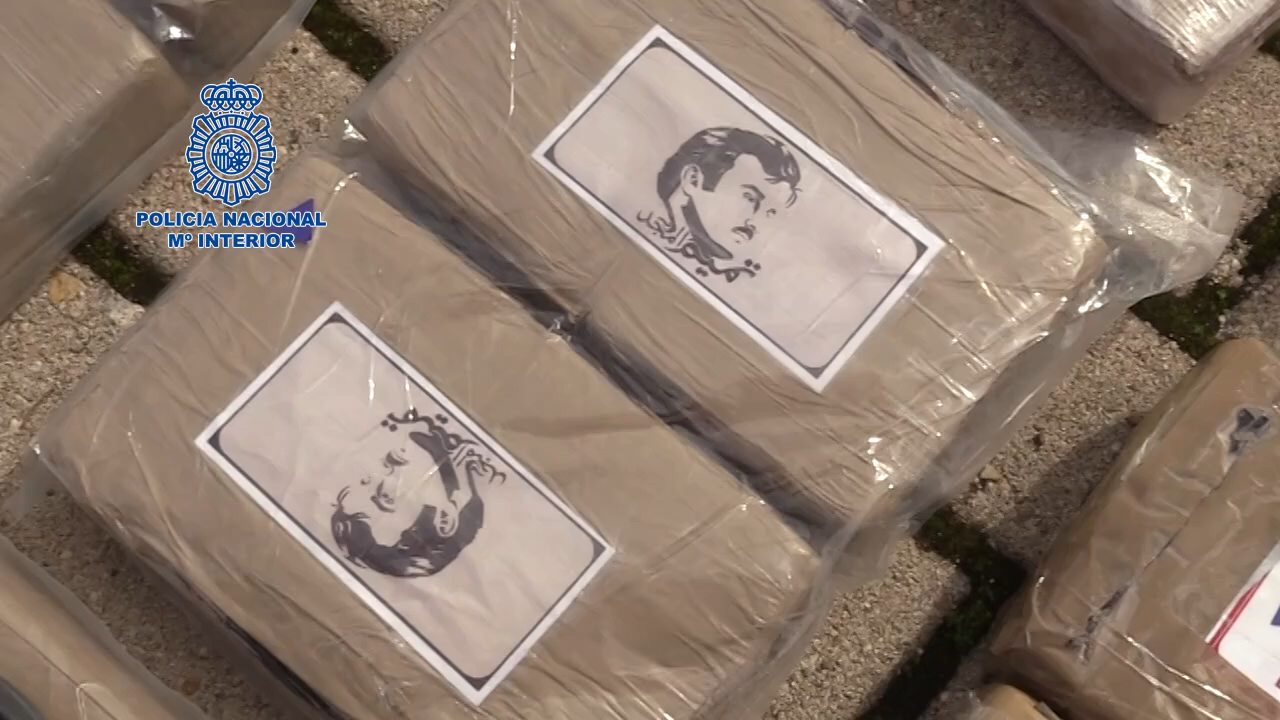 POLICIA NACIONAL
Mº INTERIOR
تميم المجد
تميم المجد